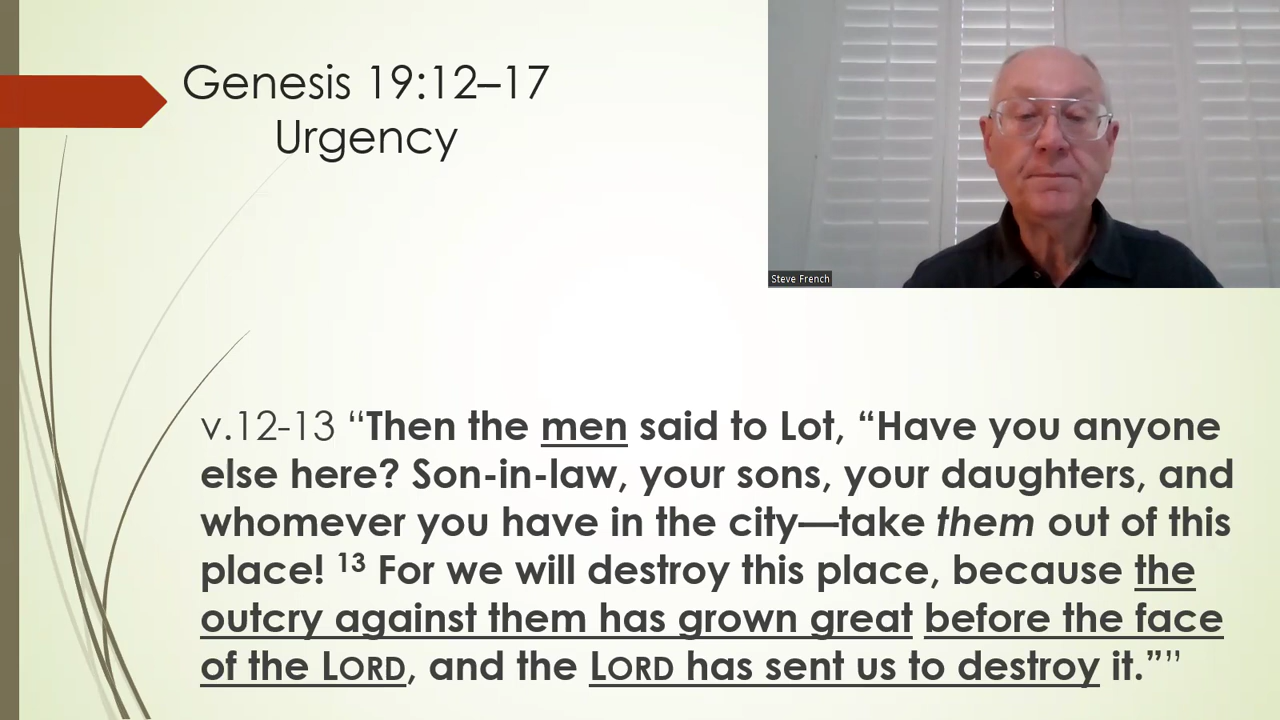 Genesis 19:12–17
Urgency
Steve French
v.12-13 “Then the men said to Lot, “Have you anyone
else here? Son-in-law, your sons, your daughters, and
whomever you have in the city—take them out of this
place! ¹³ For we will destroy this place, because the
outcry against them has grown great before the face
of the LORD, and the LORD has sent us to destroy it.””